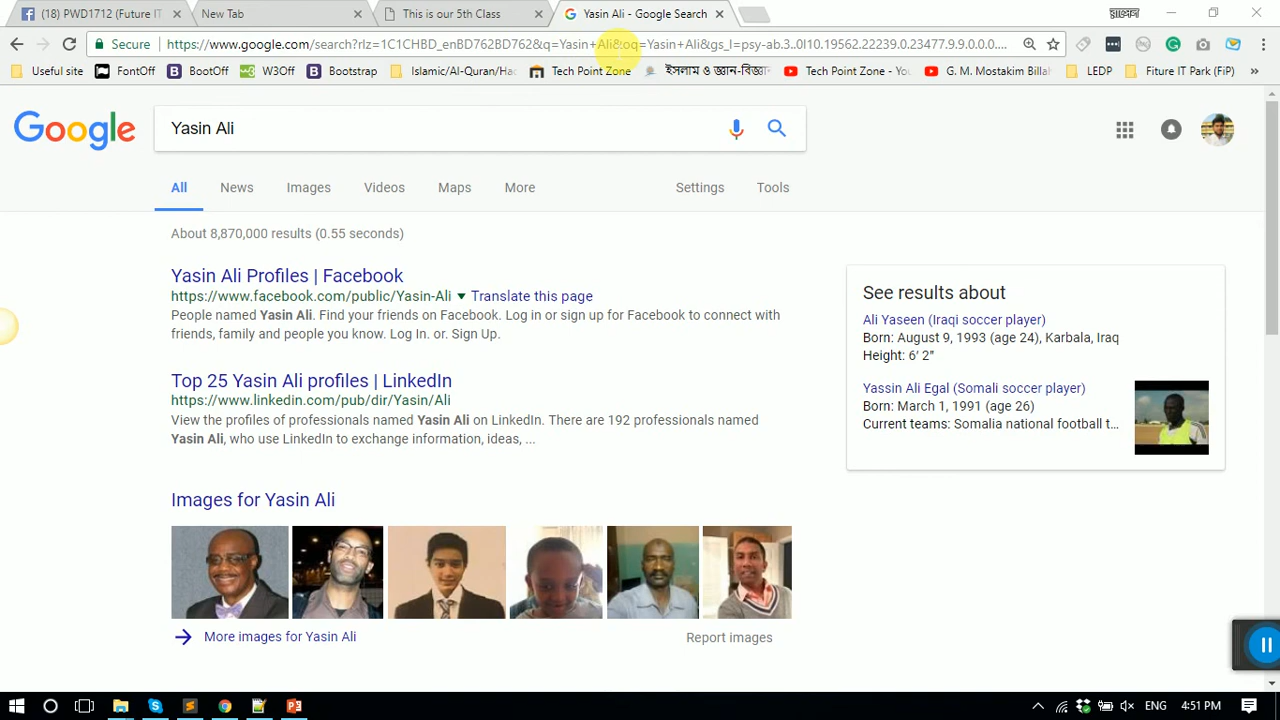 (18) PWD1712 (Future IT
New Tab
This is our 5th Class
Yasin Ali - Google Search
Secure
https://www.google.com/search?rlz=1C1CHBD_enBD762BD762&q=Yasin+Ali&oq=Yasin+Ali&gs_l=psy-ab.3..0l10.19542.22239.0.23477.9.9.0.0.0....
Useful site
FontOff
BootOff
W3Off
Bootstrap
Islamic/Al-Quran/Ha
Tech Point Zone
ইসলাম ও জ্ঞান-বিজ্ঞা
Tech Point Zone - Yo
G. M. Mostakim Billa
LEDP
Fiture IT Park (FiP)
»
Google
Yasin Ali
All
News
Images
Videos
Maps
More
Settings
Tools
About 8,870,000 results (0.55 seconds)
Yasin Ali Profiles | Facebook
https://www.facebook.com/public/Yasin-Ali ▼ Translate this page
People named Yasin Ali. Find your friends on Facebook. Log in or sign up for Facebook to connect with
friends, family and people you know. Log In. or. Sign Up.
Top 25 Yasin Ali profiles | LinkedIn
https://www.linkedin.com/pub/dir/Yasin/Ali
View the profiles of professionals named Yasin Ali on LinkedIn. There are 192 professionals named
Yasin Ali, who use LinkedIn to exchange information, ideas, ...
Images for Yasin Ali
More images for Yasin Ali
Report images
See results about
Ali Yaseen (Iraqi soccer player)
Born: August 9, 1993 (age 24), Karbala, Iraq
Height: 6′ 2″
Yassin Ali Egal (Somali soccer player)
Born: March 1, 1991 (age 26)
Current teams: Somalia national football t...
ENG
4:51 PM